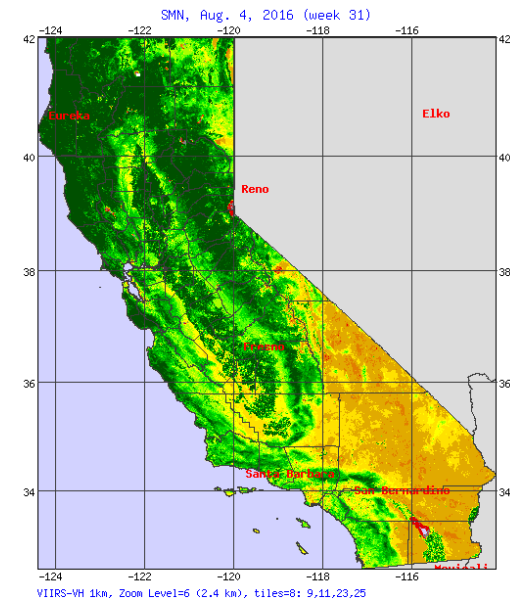 SMN, Aug. 4, 2016 (week 31)
-124 -122 -120 -118 -116
42 42
Eureka
Elko
40 40
Reno
38 38
Fresno
36 36
Santa Barbara
San Bernardino
34 34
Mexicali
-124 -122 -120 -118 -116
VIIRS-VH 1km, Zoom Level=6 (2.4 km), tiles=8: 9,11,23,25